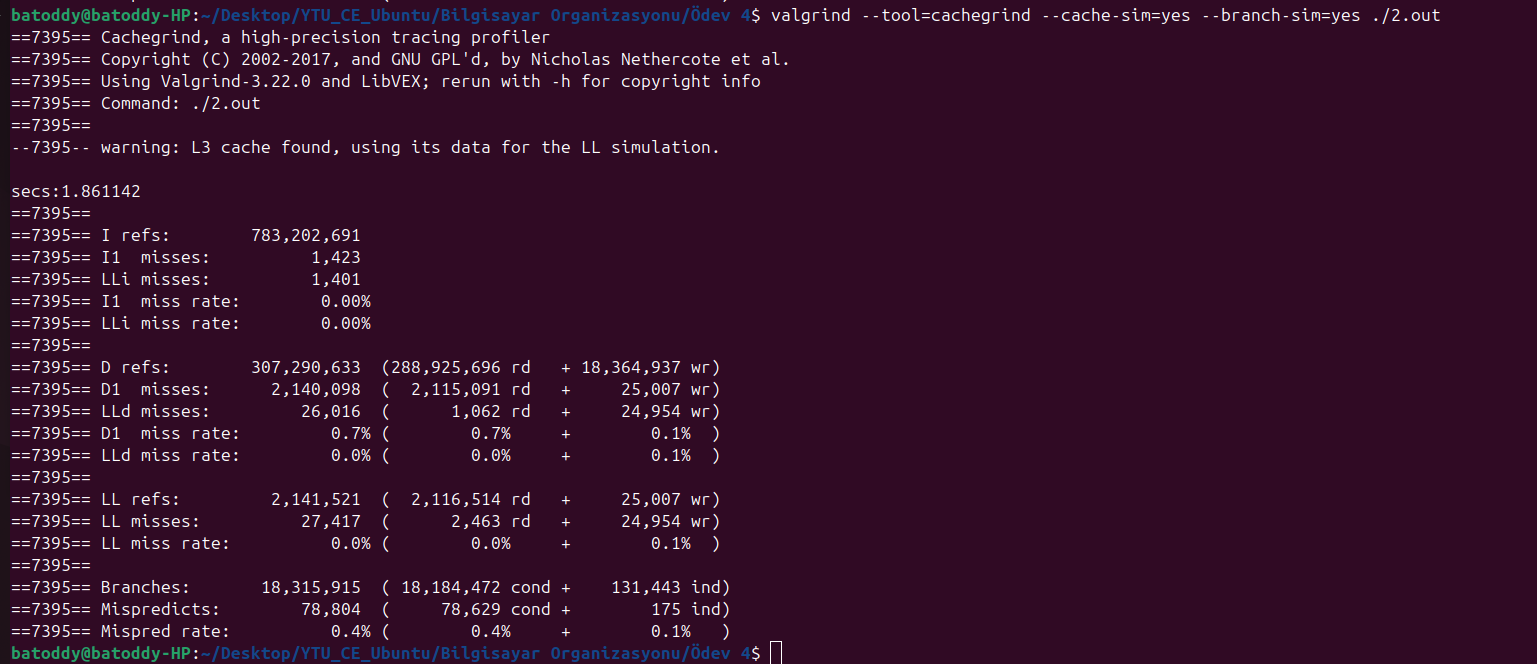 batoddy@batoddy-HP:~/Desktop/YTU_CE_Ubuntu/Bilgisayar Organizasyonu/Ödev 4$ valgrind --tool=cachegrind --cache-sim=yes --branch-sim=yes ./2.out
==7395== Cachegrind, a high-precision tracing profiler
==7395== Copyright (C) 2002-2017, and GNU GPL'd, by Nicholas Nethercote et al.
==7395== Using Valgrind-3.22.0 and LibVEX; rerun with -h for copyright info
==7395== Command: ./2.out
==7395==
--7395-- warning: L3 cache found, using its data for the LL simulation.
secs:1.861142
==7395==
==7395== I refs:        783,202,691
==7395== I1  misses:          1,423
==7395== LLi misses:          1,401
==7395== I1  miss rate:        0.00%
==7395== LLi miss rate:        0.00%
==7395==
==7395== D refs:        307,290,633  (288,925,696 rd   + 18,364,937 wr)
==7395== D1  misses:      2,140,098  (  2,115,091 rd   +     25,007 wr)
==7395== LLd misses:         26,016  (      1,062 rd   +     24,954 wr)
==7395== D1  miss rate:         0.7% (        0.7%     +        0.1%  )
==7395== LLd miss rate:         0.0% (        0.0%     +        0.1%  )
==7395==
==7395== LL refs:         2,141,521  (  2,116,514 rd   +     25,007 wr)
==7395== LL misses:          27,417  (      2,463 rd   +     24,954 wr)
==7395== LL miss rate:          0.0% (        0.0%     +        0.1%  )
==7395==
==7395== Branches:       18,315,915  ( 18,184,472 cond +    131,443 ind)
==7395== Mispredicts:        78,804  (     78,629 cond +        175 ind)
==7395== Mispred rate:          0.4% (        0.4%     +        0.1%   )
batoddy@batoddy-HP:~/Desktop/YTU_CE_Ubuntu/Bilgisayar Organizasyonu/Ödev 4$